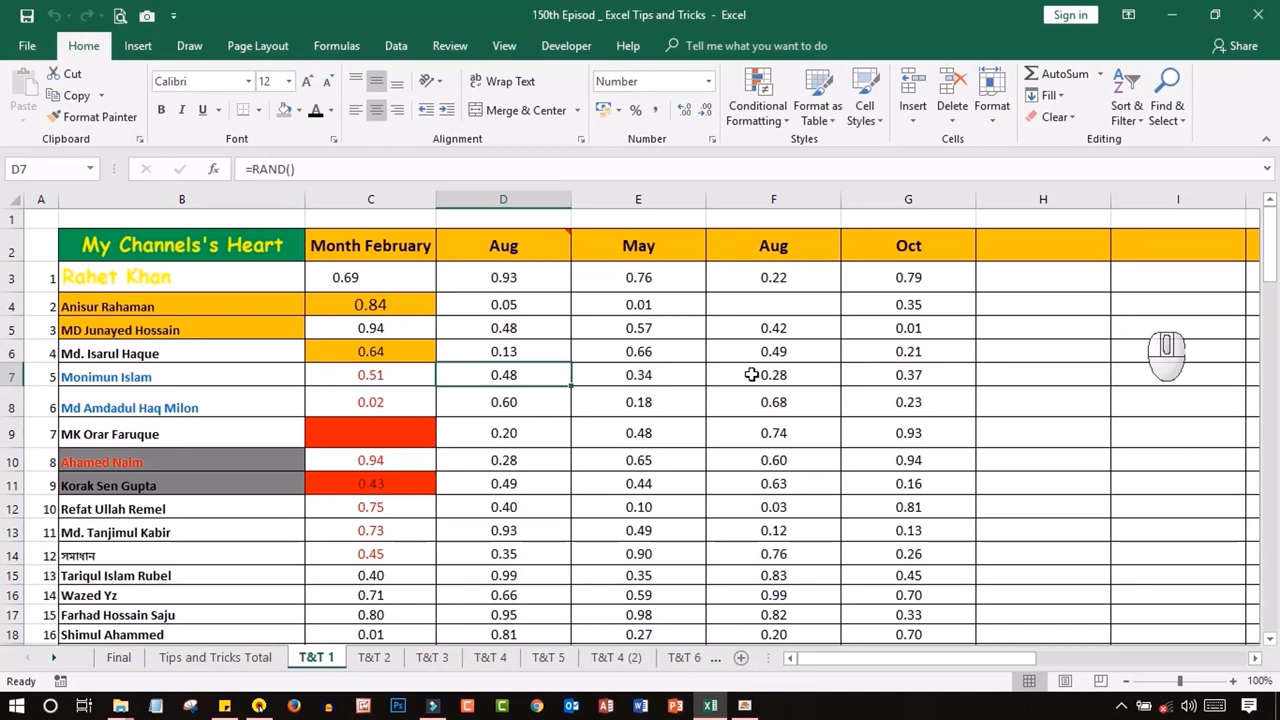 150th Episod _ Excel Tips and Tricks - Excel
Sign in
File Home Insert Draw Page Layout Formulas Data Review View Developer Help Tell me what you want to do Share
Paste
Cut
Copy
Format Painter
Calibri 12
B I U
Wrap Text
Merge & Center
Number
Conditional Formatting
Format as Table
Cell Styles
Insert Delete Format
AutoSum
Fill
Clear
Sort & Filter
Find & Select
Clipboard Font Alignment Number Styles Cells Editing
D7 fx =RAND()
A B C D E F G H I
1
2 My Channels's Heart Month February Aug May Aug Oct
3 1 Rahet Khan 0.69 0.93 0.76 0.22 0.79
4 2 Anisur Rahaman 0.84 0.05 0.01 0.35
5 3 MD Junayed Hossain 0.94 0.48 0.57 0.42 0.01
6 4 Md. Isarul Haque 0.64 0.13 0.66 0.49 0.21
7 5 Monimun Islam 0.51 0.48 0.34 0.28 0.37
8 6 Md Amdadul Haq Milon 0.02 0.60 0.18 0.68 0.23
9 7 MK Orar Faruque 0.20 0.48 0.74 0.93
10 8 Ahamed Naim 0.94 0.28 0.65 0.60 0.94
11 9 Korak Sen Gupta 0.43 0.49 0.44 0.63 0.16
12 10 Refat Ullah Remel 0.75 0.40 0.10 0.03 0.81
13 11 Md. Tanjimul Kabir 0.73 0.93 0.49 0.12 0.13
14 12 সমাধান 0.45 0.35 0.90 0.76 0.26
15 13 Tariqul Islam Rubel 0.40 0.99 0.35 0.83 0.45
16 14 Wazed Yz 0.71 0.66 0.59 0.99 0.70
17 15 Farhad Hossain Saju 0.80 0.95 0.98 0.82 0.33
18 16 Shimul Ahammed 0.01 0.81 0.27 0.20 0.70
Final Tips and Tricks Total T&T 1 T&T 2 T&T 3 T&T 4 T&T 5 T&T 4 (2) T&T 6 ...
Ready 100%